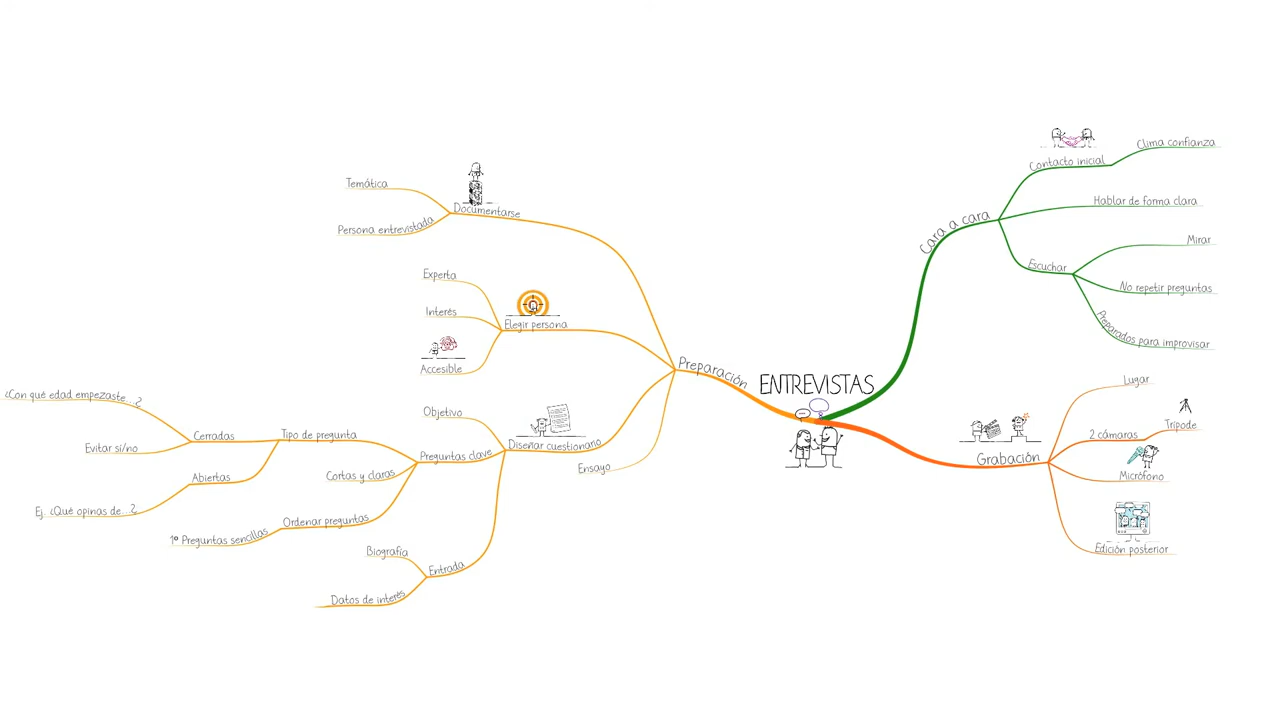 ENTREVISTAS
Preparación
Documentarse
Temática
Persona entrevistada
Elegir persona
Experta
Interés
Accesible
Diseñar cuestionario
Objetivo
Preguntas clave
Tipo de pregunta
Cerradas
¿Con qué edad empezaste...?
Evitar sí/no
Abiertas
Ej. ¿Qué opinas de...?
Cortas y claras
Ordenar preguntas
1º Preguntas sencillas
Entrada
Biografía
Datos de interés
Ensayo
Cara a cara
Contacto inicial
Clima confianza
Hablar de forma clara
Escuchar
Mirar
No repetir preguntas
Preparados para improvisar
Grabación
Lugar
2 cámaras
Trípode
Micrófono
Edición posterior